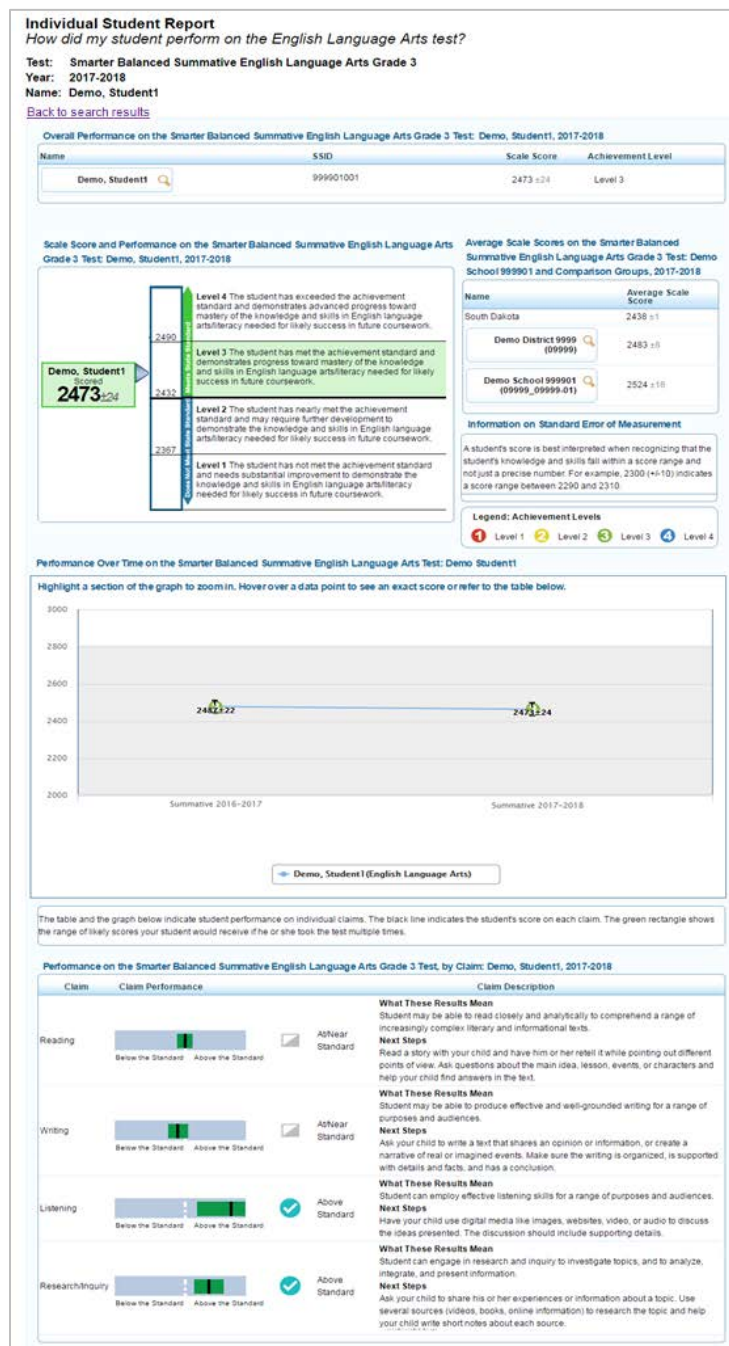 Individual Student Report
How did my student perform on the English Language Arts test?
Test: Smarter Balanced Summative English Language Arts Grade 3
Year: 2017-2018
Name: Demo, Student1
Back to search results
Overall Performance on the Smarter Balanced Summative English Language Arts Grade 3 Test: Demo, Student1, 2017-2018
Name SSID Scale Score Achievement Level
Demo, Student1 999901001 2473 ±24 Level 3
Scale Score and Performance on the Smarter Balanced Summative English Language Arts
Grade 3 Test: Demo, Student1, 2017-2018
Level 4 The student has exceeded the achievement
standard and demonstrates advanced progress toward
mastery of the knowledge and skills in English language
arts/literacy needed for likely success in future coursework.
2490
Level 3 The student has met the achievement standard and
demonstrates progress toward mastery of the knowledge
and skills in English language arts/literacy needed for likely
success in future coursework.
Demo, Student1
Scored
2473±24
2432
Level 2 The student has nearly met the achievement
standard and may require further development to
demonstrate the knowledge and skills in English language
arts/literacy needed for likely success in future coursework.
2367
Level 1 The student has not met the achievement standard
and needs substantial improvement to demonstrate the
knowledge and skills in English language arts/literacy
needed for likely success in future coursework.
Meets State Standard
Does Not Meet State Standard
Average Scale Scores on the Smarter Balanced
Summative English Language Arts Grade 3 Test: Demo
School 999901 and Comparison Groups, 2017-2018
Name Average Scale
Score
South Dakota 2438 ±1
Demo District 9999
(09999) 2483 ±6
Demo School 999901
(09999_09999-01) 2524 ±16
Information on Standard Error of Measurement
A student's score is best interpreted when recognizing that the
student's knowledge and skills fall within a score range and
not just a precise number. For example, 2300 (+/-10) indicates
a score range between 2290 and 2310.
Legend: Achievement Levels
1 Level 1 2 Level 2 3 Level 3 4 Level 4
Performance Over Time on the Smarter Balanced Summative English Language Arts Test: Demo Student1
Highlight a section of the graph to zoom in. Hover over a data point to see an exact score or refer to the table below.
3000
2800
2600
2400
2200
2000
2487±22 2473±24
Summative 2016-2017 Summative 2017-2018
Demo, Student1 (English Language Arts)
The table and the graph below indicate student performance on individual claims. The black line indicates the student's score on each claim. The green rectangle shows
the range of likely scores your student would receive if he or she took the test multiple times.
Performance on the Smarter Balanced Summative English Language Arts Grade 3 Test, by Claim: Demo, Student1, 2017-2018
Claim Claim Performance Claim Description
Reading
Below the Standard Above the Standard
At/Near
Standard
What These Results Mean
Student may be able to read closely and analytically to comprehend a range of
increasingly complex literary and informational texts.
Next Steps
Read a story with your child and have him or her retell it while pointing out different
points of view. Ask questions about the main idea, lesson, events, or characters and
help your child find answers in the text.
Writing
Below the Standard Above the Standard
At/Near
Standard
What These Results Mean
Student may be able to produce effective and well-grounded writing for a range of
purposes and audiences.
Next Steps
Ask your child to write a text that shares an opinion or information, or create a
narrative of real or imagined events. Make sure the writing is organized, is supported
with details and facts, and has a conclusion.
Listening
Below the Standard Above the Standard
Above
Standard
What These Results Mean
Student can employ effective listening skills for a range of purposes and audiences.
Next Steps
Have your child use digital media like images, websites, video, or audio to discuss
the ideas presented. The discussion should include supporting details.
Research/Inquiry
Below the Standard Above the Standard
Above
Standard
What These Results Mean
Student can engage in research and inquiry to investigate topics, and to analyze,
integrate, and present information.
Next Steps
Ask your child to share his or her experiences or information about a topic. Use
several sources (videos, books, online information) to research the topic and help
your child write short notes about each source.